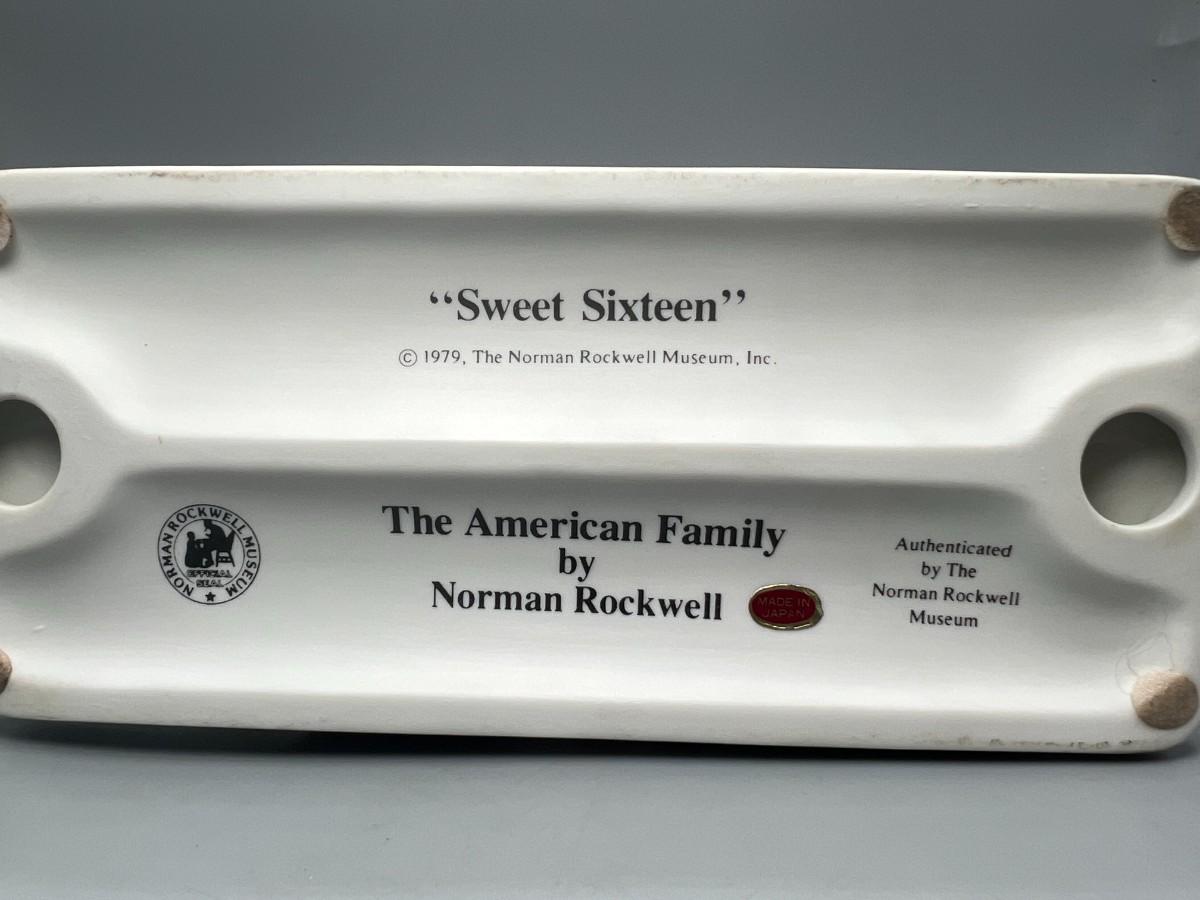 “Sweet Sixteen”
© 1979, The Norman Rockwell Museum, Inc.
NORMAN ROCKWELL MUSEUM
OFFICIAL
SEAL
The American Family
by
Norman Rockwell
MADE IN
JAPAN
Authenticated
by The
Norman Rockwell
Museum